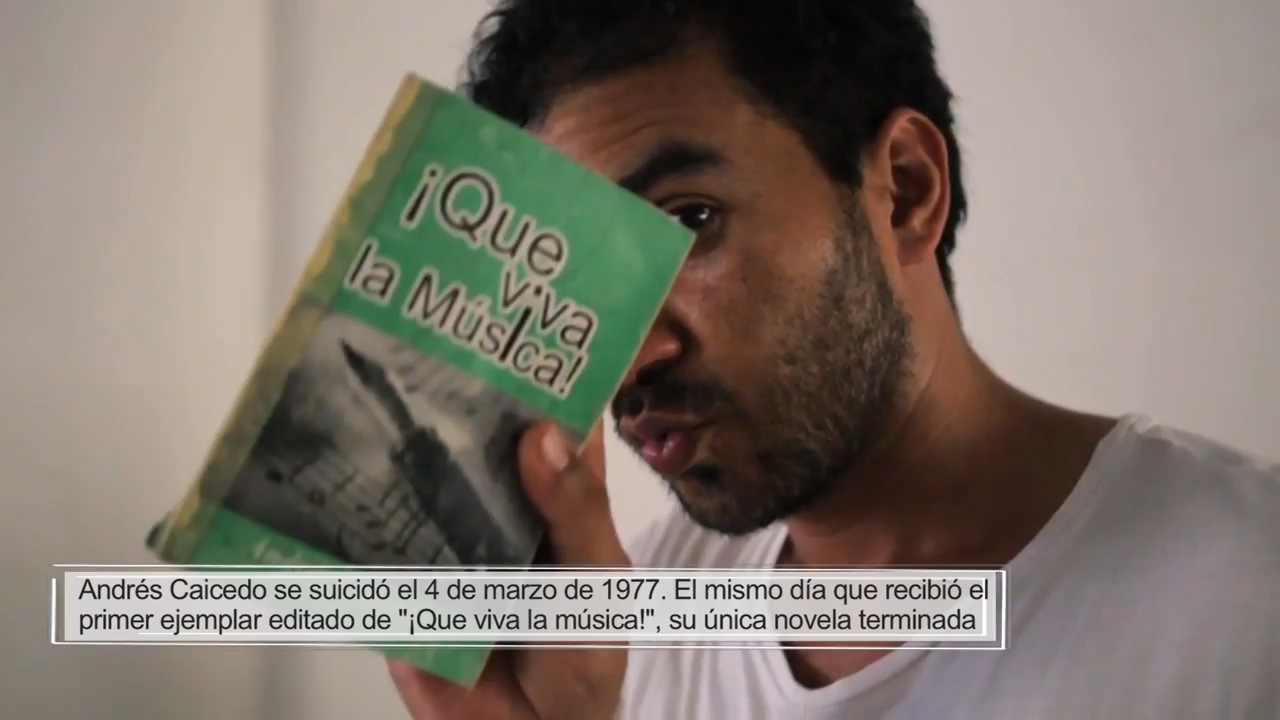 ¡Que
viva
la Música!
Andrés Caicedo se suicidó el 4 de marzo de 1977. El mismo día que recibió el
primer ejemplar editado de "¡Que viva la música!", su única novela terminada